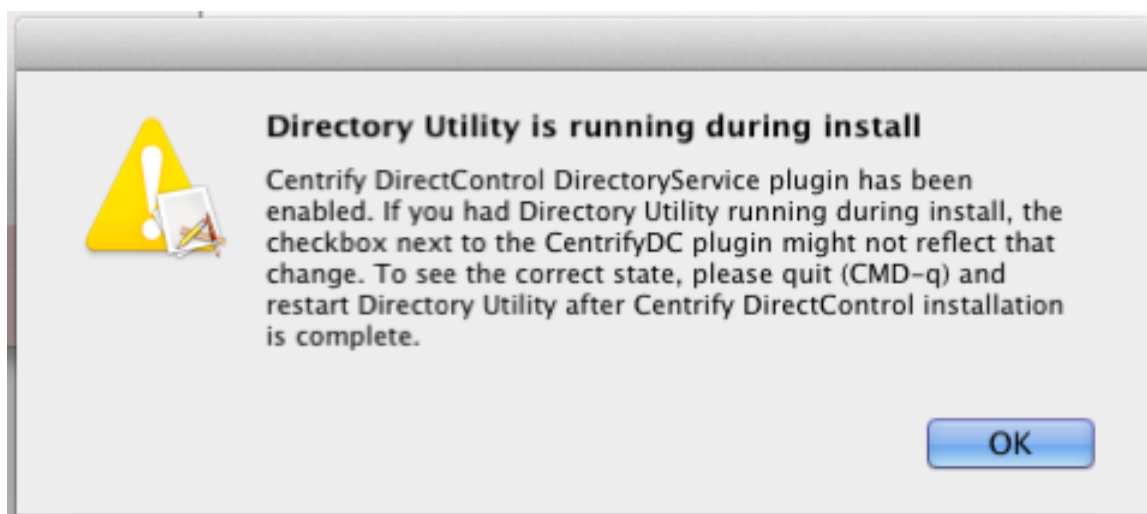 Directory Utility is running during install
Centrify DirectControl DirectoryService plugin has been
enabled. If you had Directory Utility running during install, the
checkbox next to the CentrifyDC plugin might not reflect that
change. To see the correct state, please quit (CMD-q) and
restart Directory Utility after Centrify DirectControl installation
is complete.
OK